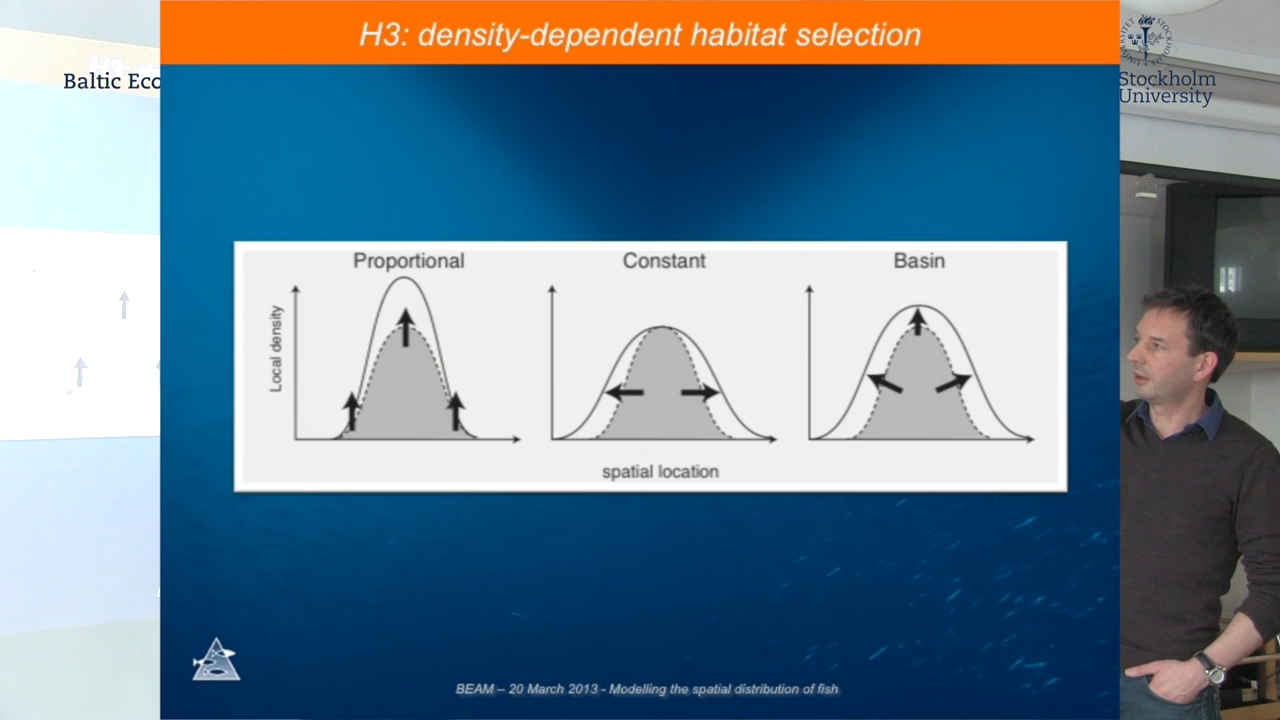 H3: density-dependent habitat selection
Baltic Eco
Stockholm
University
Proportional
Constant
Basin
Local density
spatial location
BEAM – 20 March 2013 - Modelling the spatial distribution of fish